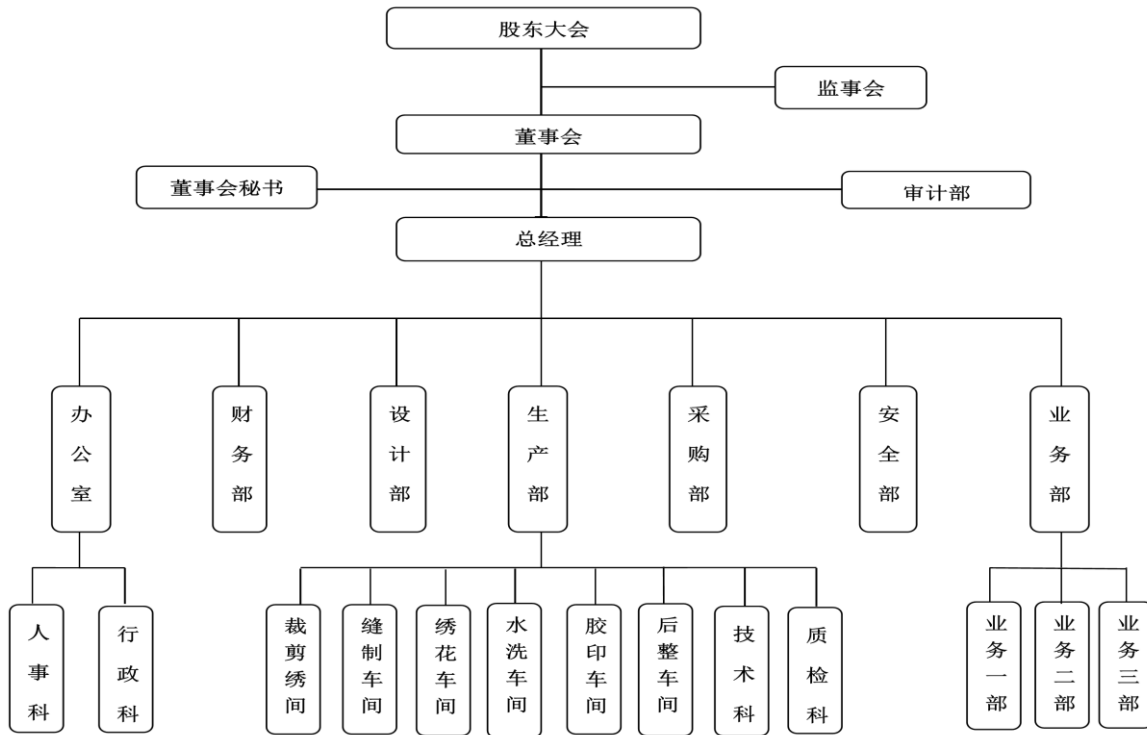 股东大会
监事会
董事会
董事会秘书
审计部
总经理
办公室
财务部
设计部
生产部
采购部
安全部
业务部
人事科
行政科
裁剪绣间
缝制车间
绣花车间
水洗车间
胶印车间
后整车间
技术科
质检科
业务一部
业务二部
业务三部